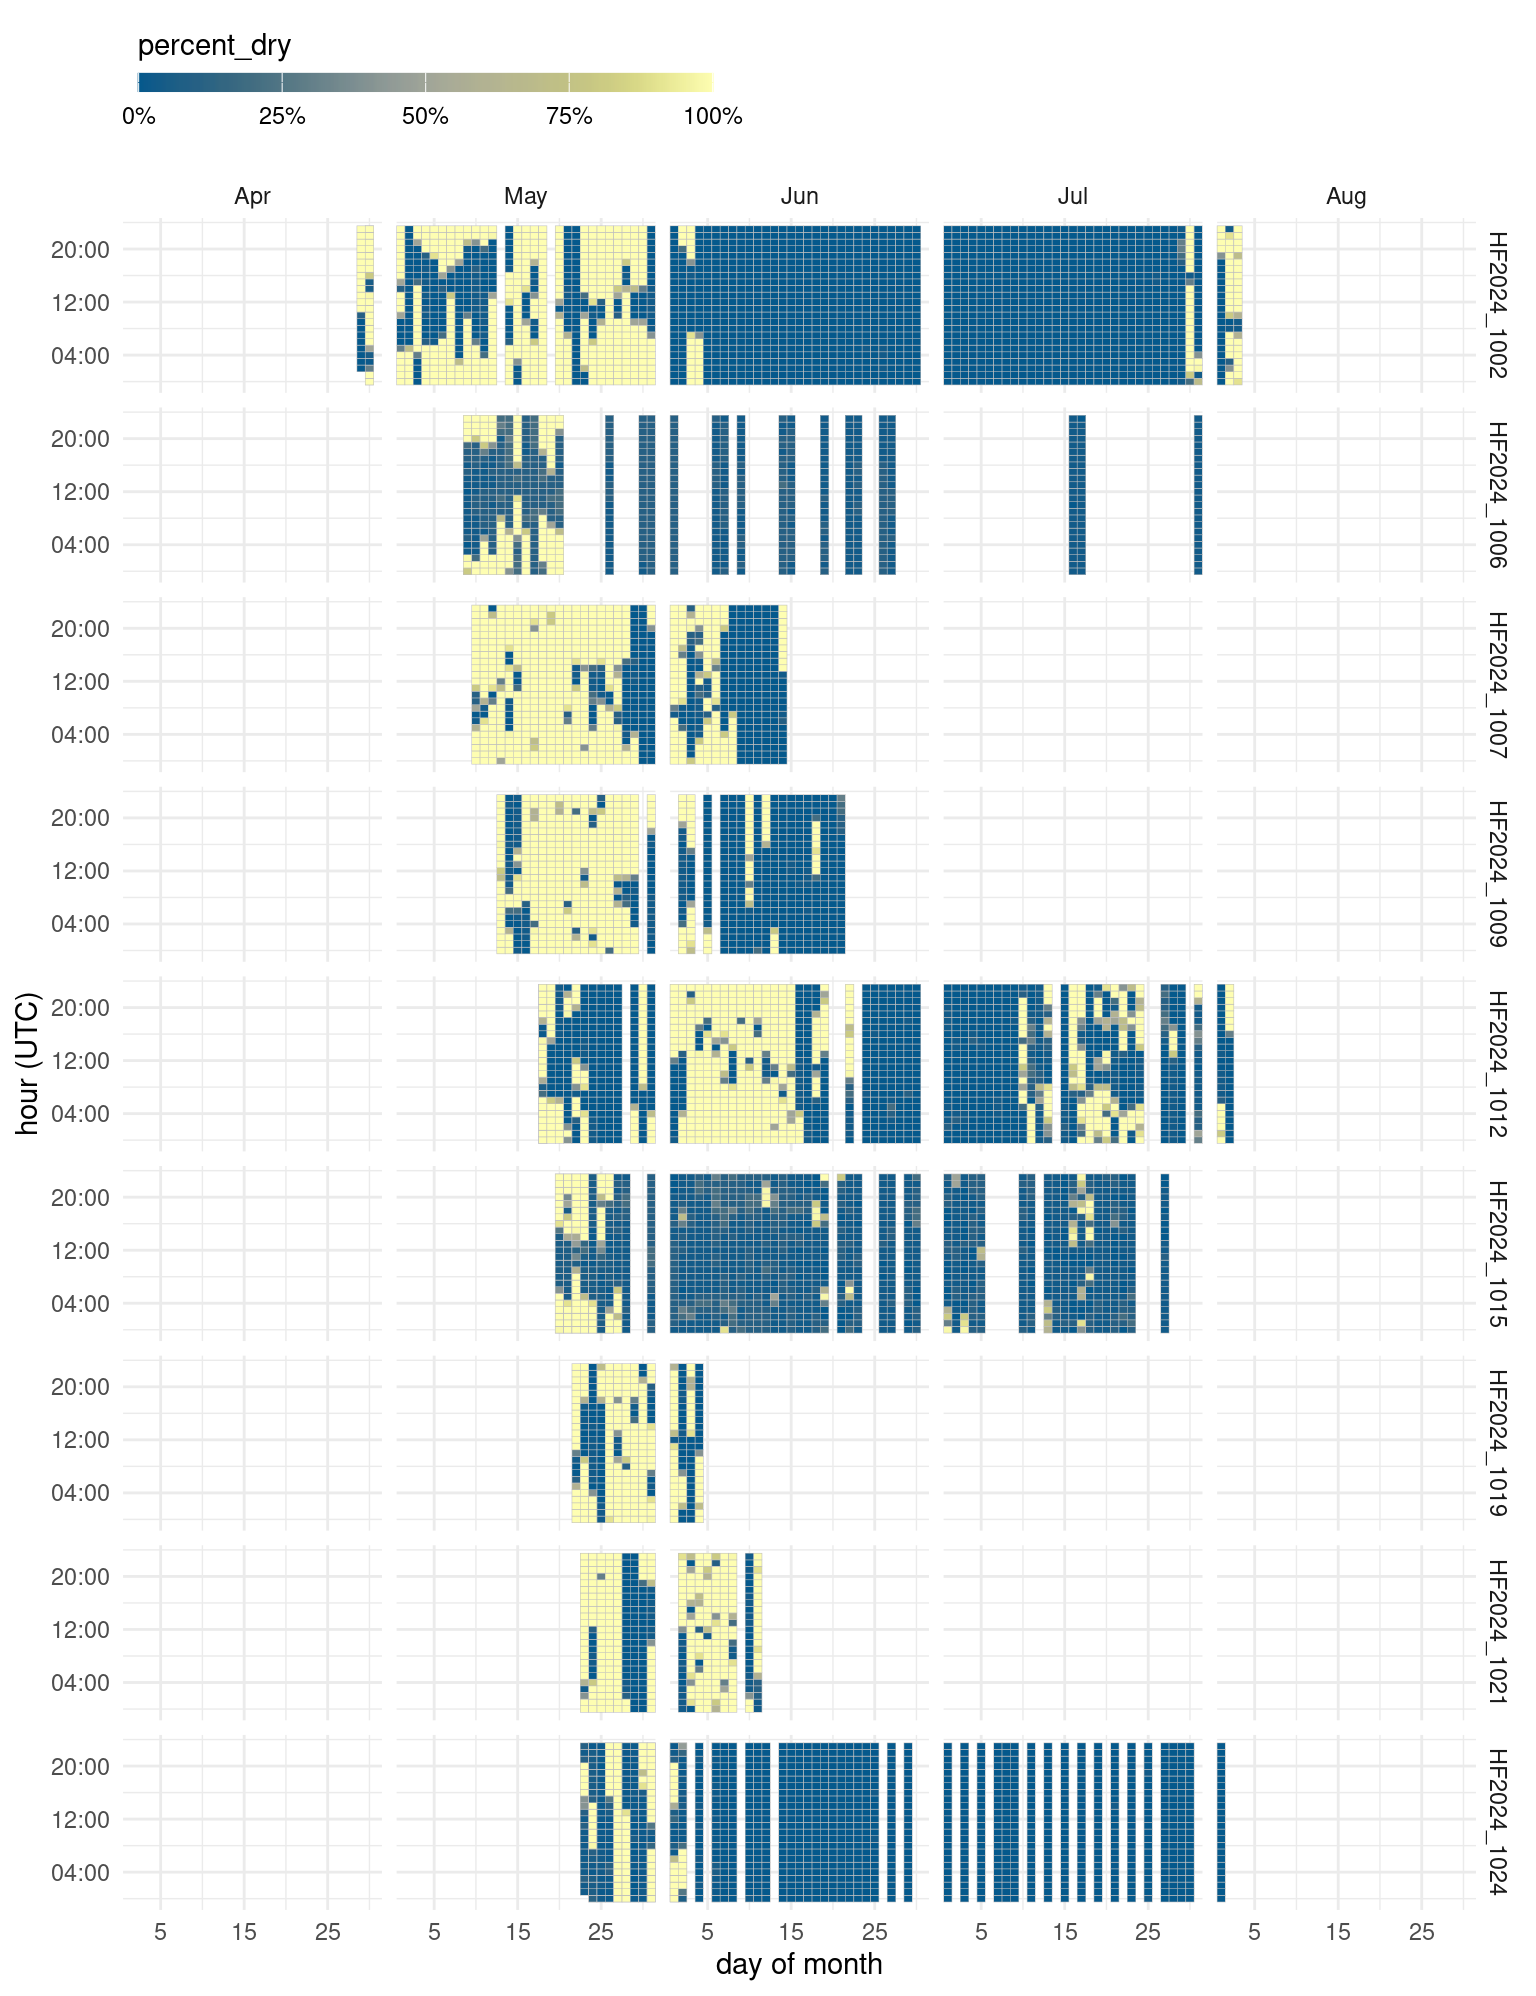 percent_dry
0% 25% 50% 75% 100%
Apr May Jun Jul Aug
20:00
12:00
04:00
HF2024_1002
20:00
12:00
04:00
HF2024_1006
20:00
12:00
04:00
HF2024_1007
20:00
12:00
04:00
HF2024_1009
hour (UTC)
20:00
12:00
04:00
HF2024_1012
20:00
12:00
04:00
HF2024_1015
20:00
12:00
04:00
HF2024_1019
20:00
12:00
04:00
HF2024_1021
20:00
12:00
04:00
HF2024_1024
5 15 25 5 15 25 5 15 25 5 15 25 5 15 25
day of month